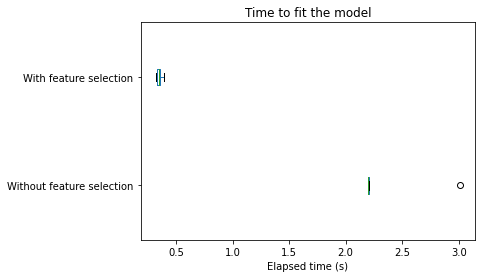 Time to fit the model
With feature selection
Without feature selection
0.5 1.0 1.5 2.0 2.5 3.0
Elapsed time (s)